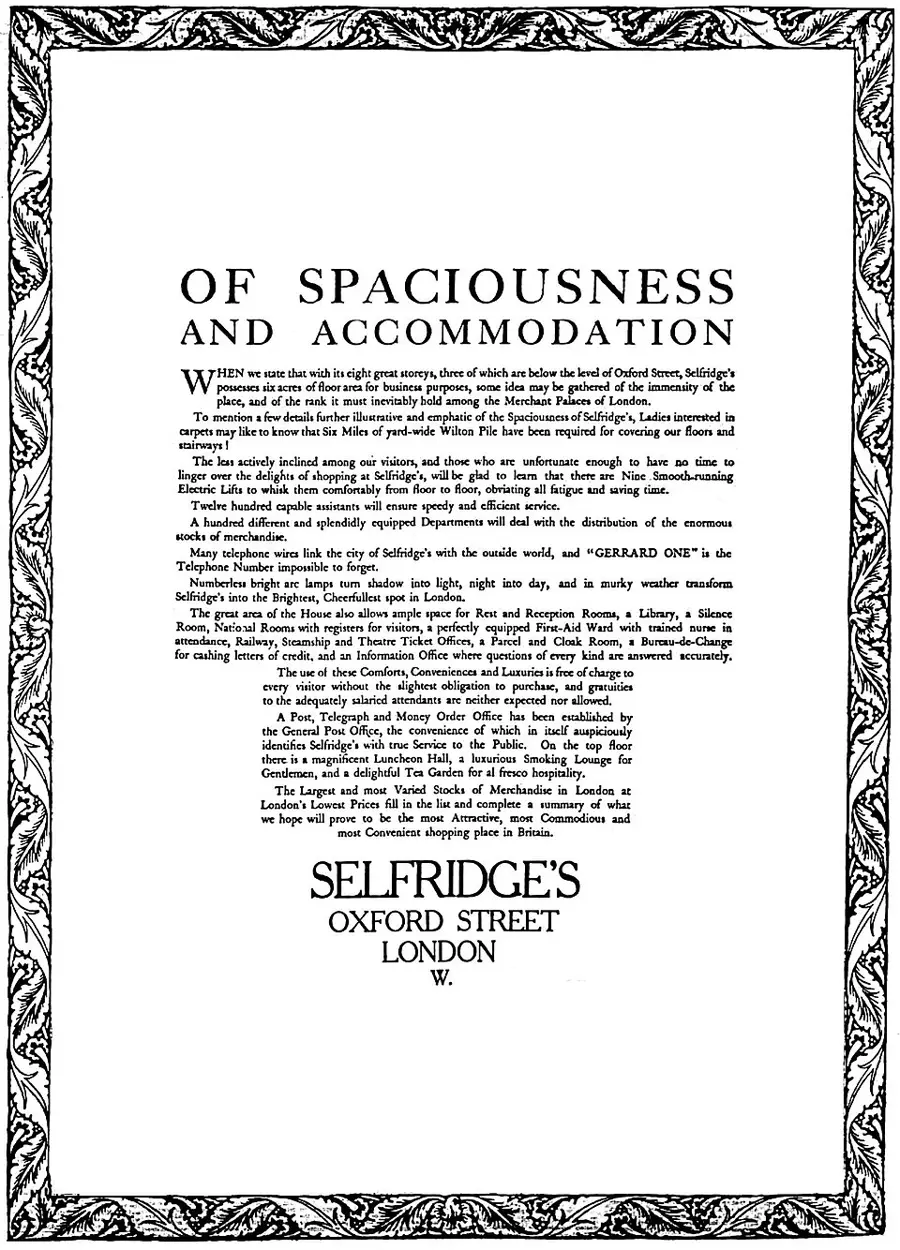 OF SPACIOUSNESS
AND ACCOMMODATION
WHEN we state that with its eight great storeys, three of which are below the level of Oxford Street, Selfridge's
possesses six acres of floor area for business purposes, some idea may be gathered of the immensity of the
place, and of the rank it must inevitably hold among the Merchant Palaces of London.
To mention a few details further illustrative and emphatic of the Spaciousness of Selfridge's, Ladies interested in
carpets may like to know that Six Miles of yard-wide Wilton Pile have been required for covering our floors and
stairways!
The less actively inclined among our visitors, and those who are unfortunate enough to have no time to
linger over the delights of shopping at Selfridge's, will be glad to learn that there are Nine Smooth-running
Electric Lifts to whisk them comfortably from floor to floor, obviating all fatigue and saving time.
Twelve hundred capable assistants will ensure speedy and efficient service.
A hundred different and splendidly equipped Departments will deal with the distribution of the enormous
stocks of merchandise.
Many telephone wires link the city of Selfridge's with the outside world, and "GERRARD ONE" is the
Telephone Number impossible to forget.
Numberless bright arc lamps turn shadow into light, night into day, and in murky weather transform
Selfridge's into the Brightest, Cheerfullest spot in London.
The great area of the House also allows ample space for Rest and Reception Rooms, a Library, a Silence
Room, National Rooms with registers for visitors, a perfectly equipped First-Aid Ward with trained nurse in
attendance, Railway, Steamship and Theatre Ticket Offices, a Parcel and Cloak Room, a Bureau-de-Change
for cashing letters of credit, and an Information Office where questions of every kind are answered accurately.
The use of these Comforts, Conveniences and Luxuries is free of charge to
every visitor without the slightest obligation to purchase, and gratuities
to the adequately salaried attendants are neither expected nor allowed.
A Post, Telegraph and Money Order Office has been established by
the General Post Office, the convenience of which in itself auspiciously
identifies Selfridge's with true Service to the Public. On the top floor
there is a magnificent Luncheon Hall, a luxurious Smoking Lounge for
Gentlemen, and a delightful Tea Garden for al fresco hospitality.
The Largest and most Varied Stocks of Merchandise in London at
London's Lowest Prices fill in the list and complete a summary of what
we hope will prove to be the most Attractive, most Commodious and
most Convenient shopping place in Britain.
SELFRIDGE'S
OXFORD STREET
LONDON
W.